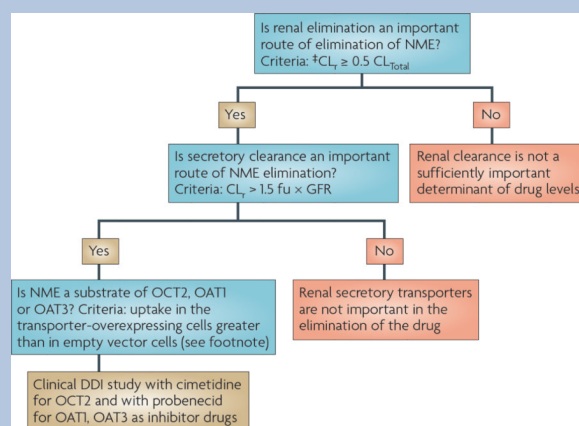 Is renal elimination an important
route of elimination of NME?
Criteria: ‡CLr ≥ 0.5 CLTotal
Yes
No
Is secretory clearance an important
route of NME elimination?
Criteria: CLr > 1.5 fu × GFR
Renal clearance is not a
sufficiently important
determinant of drug levels
Yes
No
Is NME a substrate of OCT2, OAT1
or OAT3? Criteria: uptake in the
transporter-overexpressing cells greater
than in empty vector cells (see footnote)
Renal secretory transporters
are not important in the
elimination of the drug
Clinical DDI study with cimetidine
for OCT2 and with probenecid
for OAT1, OAT3 as inhibitor drugs